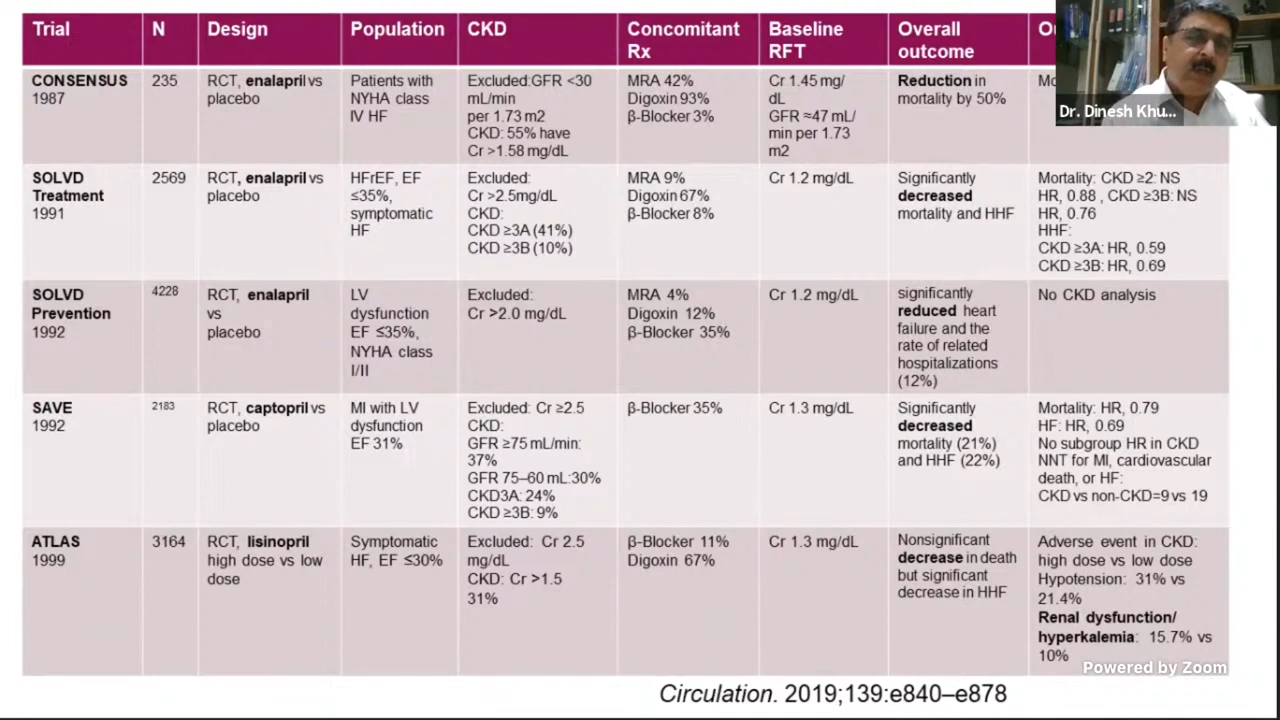 Trial
N
Design
Population
CKD
Concomitant
Rx
Baseline
RFT
Overall
outcome
Dr. Dinesh Khu...
CONSENSUS
1987
235
RCT, enalapril vs
placebo
Patients with
NYHA class
IV HF
Excluded:GFR <30
mL/min
per 1.73 m2
CKD: 55% have
Cr >1.58 mg/dL
MRA 42%
Digoxin 93%
β-Blocker 3%
Cr 1.45 mg/
dL
GFR ≈47 mL/
min per 1.73
m2
Reduction in
mortality by 50%
SOLVD
Treatment
1991
2569
RCT, enalapril vs
placebo
HFrEF, EF
≤35%,
symptomatic
HF
Excluded:
Cr >2.5mg/dL
CKD:
CKD ≥3A (41%)
CKD ≥3B (10%)
MRA 9%
Digoxin 67%
β-Blocker 8%
Cr 1.2 mg/dL
Significantly
decreased
mortality and HHF
Mortality: CKD ≥2: NS
HR, 0.88 , CKD ≥3B: NS
HR, 0.76
HHF:
CKD ≥3A: HR, 0.59
CKD ≥3B: HR, 0.69
SOLVD
Prevention
1992
4228
RCT, enalapril
vs
placebo
LV
dysfunction
EF ≤35%,
NYHA class
I/II
Excluded:
Cr >2.0 mg/dL
MRA 4%
Digoxin 12%
β-Blocker 35%
Cr 1.2 mg/dL
significantly
reduced heart
failure and the
rate of related
hospitalizations
(12%)
No CKD analysis
SAVE
1992
2183
RCT, captopril vs
placebo
MI with LV
dysfunction
EF 31%
Excluded: Cr ≥2.5
CKD:
GFR ≥75 mL/min:
37%
GFR 75–60 mL:30%
CKD3A: 24%
CKD ≥3B: 9%
β-Blocker 35%
Cr 1.3 mg/dL
Significantly
decreased
mortality (21%)
and HHF (22%)
Mortality: HR, 0.79
HF: HR, 0.69
No subgroup HR in CKD
NNT for MI, cardiovascular
death, or HF:
CKD vs non-CKD=9 vs 19
ATLAS
1999
3164
RCT, lisinopril
high dose vs low
dose
Symptomatic
HF, EF ≤30%
Excluded: Cr 2.5
mg/dL
CKD: Cr >1.5
31%
β-Blocker 11%
Digoxin 67%
Cr 1.3 mg/dL
Nonsignificant
decrease in death
but significant
decrease in HHF
Adverse event in CKD:
high dose vs low dose
Hypotension: 31% vs
21.4%
Renal dysfunction/
hyperkalemia: 15.7% vs
10%
Powered by Zoom
Circulation. 2019;139:e840–e878